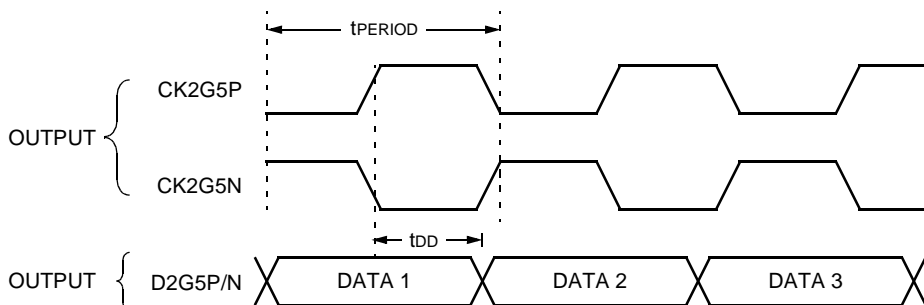 tPERIOD
CK2G5P
OUTPUT
CK2G5N
tDD
OUTPUT
D2G5P/N
DATA 1
DATA 2
DATA 3